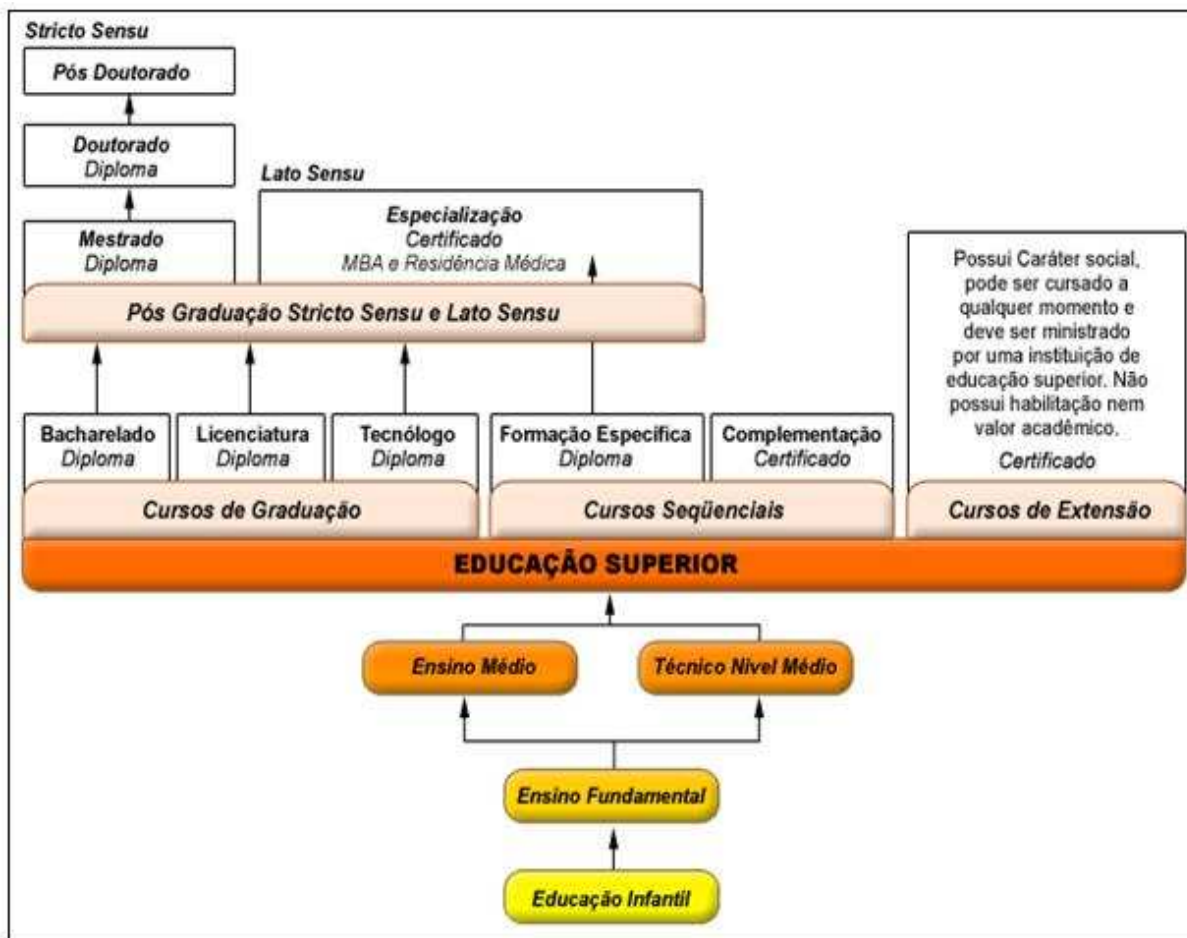 Stricto Sensu
Pós Doutorado
Doutorado
Diploma
Mestrado
Diploma
Lato Sensu
Especialização
Certificado
MBA e Residência Médica
Pós Graduação Stricto Sensu e Lato Sensu
Possui Caráter social,
pode ser cursado a
qualquer momento e
deve ser ministrado
por uma instituição de
educação superior. Não
possui habilitação nem
valor acadêmico.
Certificado
Bacharelado
Diploma
Licenciatura
Diploma
Tecnólogo
Diploma
Formação Específica
Diploma
Complementação
Certificado
Cursos de Graduação
Cursos Seqüenciais
Cursos de Extensão
EDUCAÇÃO SUPERIOR
Ensino Médio
Técnico Nivel Médio
Ensino Fundamental
Educação Infantil